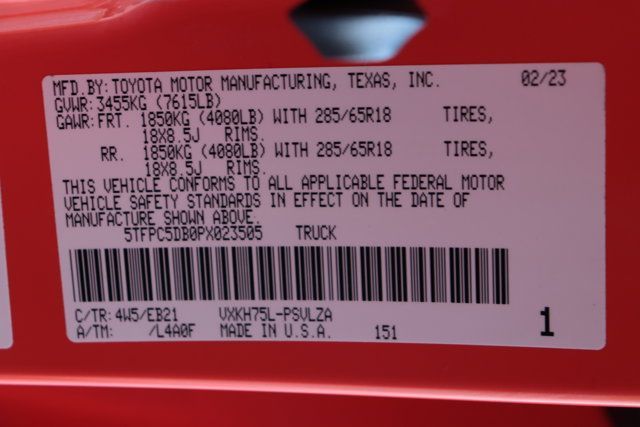 MFD.BY: TOYOTA MOTOR MANUFACTURING, TEXAS, INC. 02/23
GVWR: 3455KG (7615LB)
GAWR: FRT. 1850KG (4080LB) WITH 285/65R18 TIRES,
18X8.5J RIMS.
RR. 1850KG (4080LB) WITH 285/65R18 TIRES,
18X8.5J RIMS.
THIS VEHICLE CONFORMS TO ALL APPLICABLE FEDERAL MOTOR
VEHICLE SAFETY STANDARDS IN EFFECT ON THE DATE OF
MANUFACTURE SHOWN ABOVE.
5TFPC5DB0PX023505 TRUCK
C/TR: 4W5/EB21 VXKH75L-PSVLZA
A/TM: /L4A0F MADE IN U.S.A. 151 1